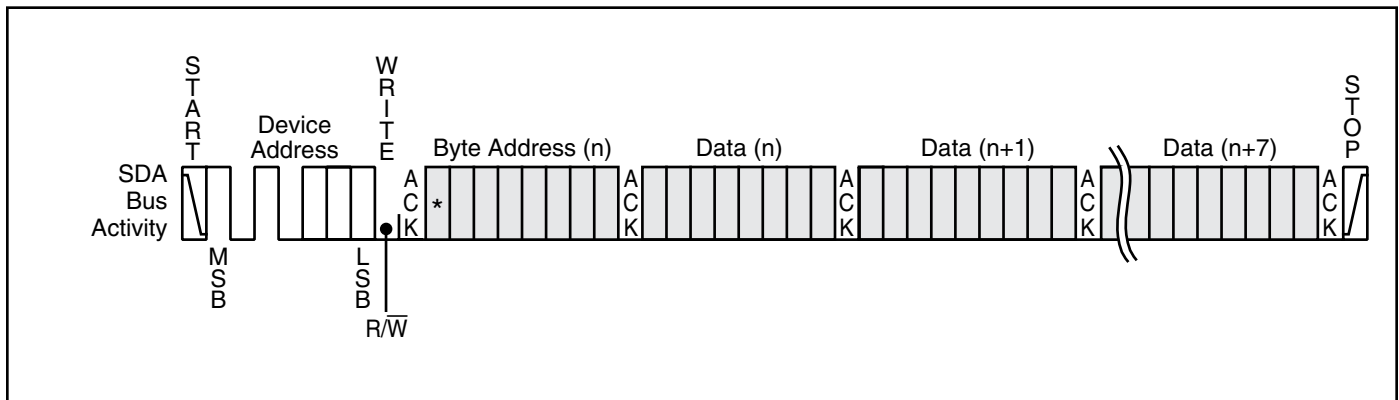 START
WRITE
STOP
Device
Address
Byte Address (n)
Data (n)
Data (n+1)
Data (n+7)
SDA
Bus
Activity
ACK
*
ACK
ACK
ACK
ACK
MSB
LSB
R/W̅